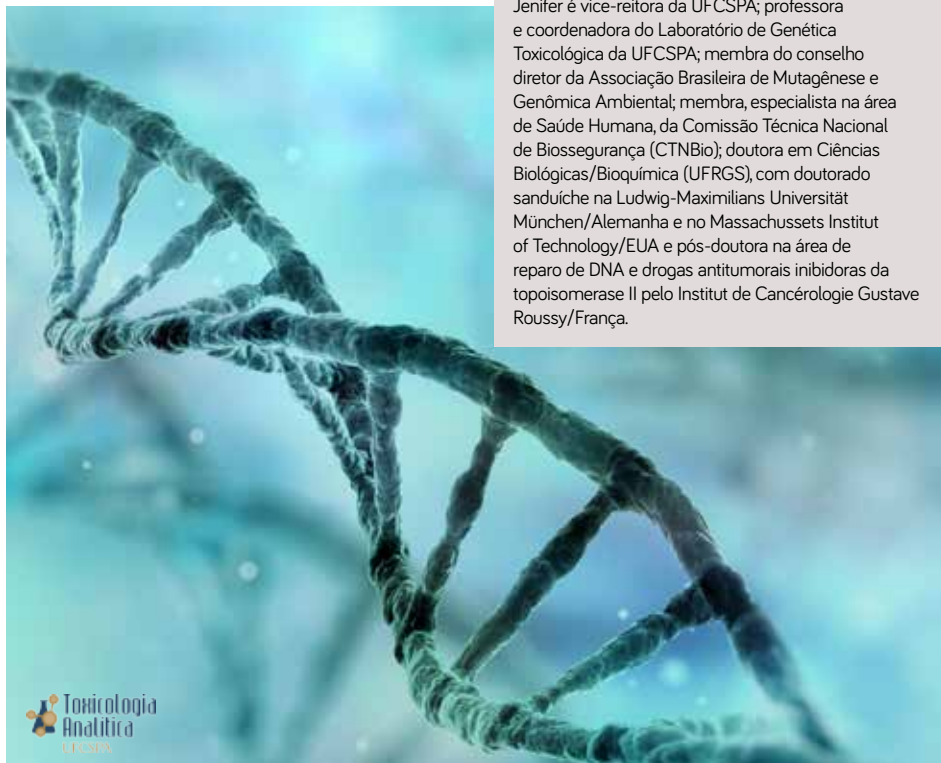 Jenifer é vice-reitora da UFCSPA; professora
e coordenadora do Laboratório de Genética
Toxicológica da UFCSPA; membra do conselho
diretor da Associação Brasileira de Mutagênese e
Genômica Ambiental; membra, especialista na área
de Saúde Humana, da Comissão Técnica Nacional
de Biossegurança (CTNBio); doutora em Ciências
Biológicas/Bioquímica (UFRGS), com doutorado
sanduíche na Ludwig-Maximilians Universität
München/Alemanha e no Massachussets Institut
of Technology/EUA e pós-doutora na área de
reparo de DNA e drogas antitumorais inibidoras da
topoisomerase II pelo Institut de Cancérologie Gustave
Roussy/França.
Toxicologia
Analítica
UFCSPA